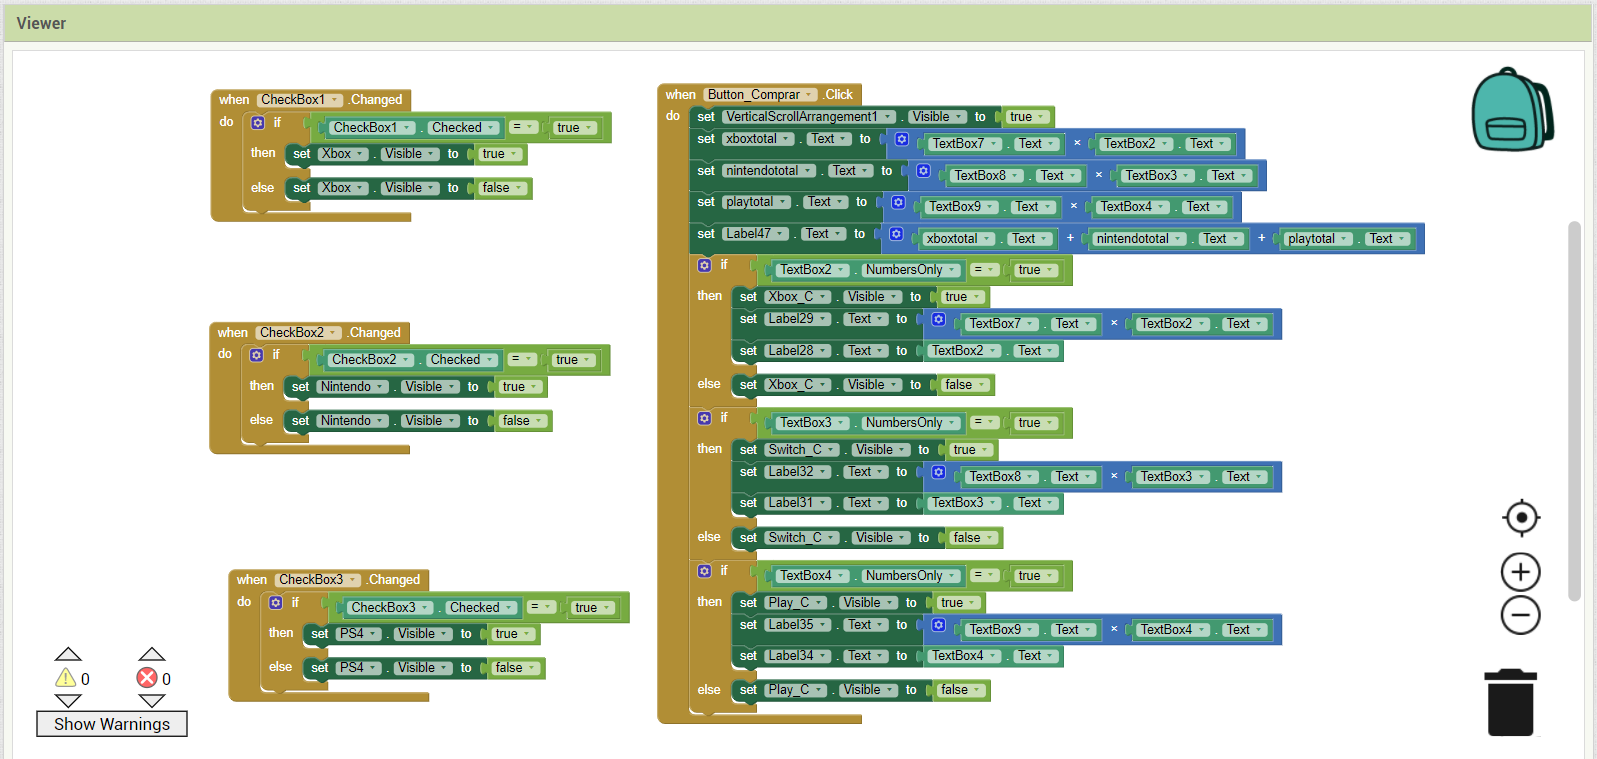 Viewer
when CheckBox1 .Changed
do if CheckBox1 . Checked = true
then set Xbox . Visible to true
else set Xbox . Visible to false
when CheckBox2 .Changed
do if CheckBox2 . Checked = true
then set Nintendo . Visible to true
else set Nintendo . Visible to false
when CheckBox3 .Changed
do if CheckBox3 . Checked = true
then set PS4 . Visible to true
else set PS4 . Visible to false
0 0
Show Warnings
when Button_Comprar .Click
do set VerticalScrollArrangement1 . Visible to true
set xboxtotal . Text to TextBox7 . Text × TextBox2 . Text
set nintendototal . Text to TextBox8 . Text × TextBox3 . Text
set playtotal . Text to TextBox9 . Text × TextBox4 . Text
set Label47 . Text to xboxtotal . Text + nintendototal . Text + playtotal . Text
if TextBox2 . NumbersOnly = true
then set Xbox_C . Visible to true
set Label29 . Text to TextBox7 . Text × TextBox2 . Text
set Label28 . Text to TextBox2 . Text
else set Xbox_C . Visible to false
if TextBox3 . NumbersOnly = true
then set Switch_C . Visible to true
set Label32 . Text to TextBox8 . Text × TextBox3 . Text
set Label31 . Text to TextBox3 . Text
else set Switch_C . Visible to false
if TextBox4 . NumbersOnly = true
then set Play_C . Visible to true
set Label35 . Text to TextBox9 . Text × TextBox4 . Text
set Label34 . Text to TextBox4 . Text
else set Play_C . Visible to false